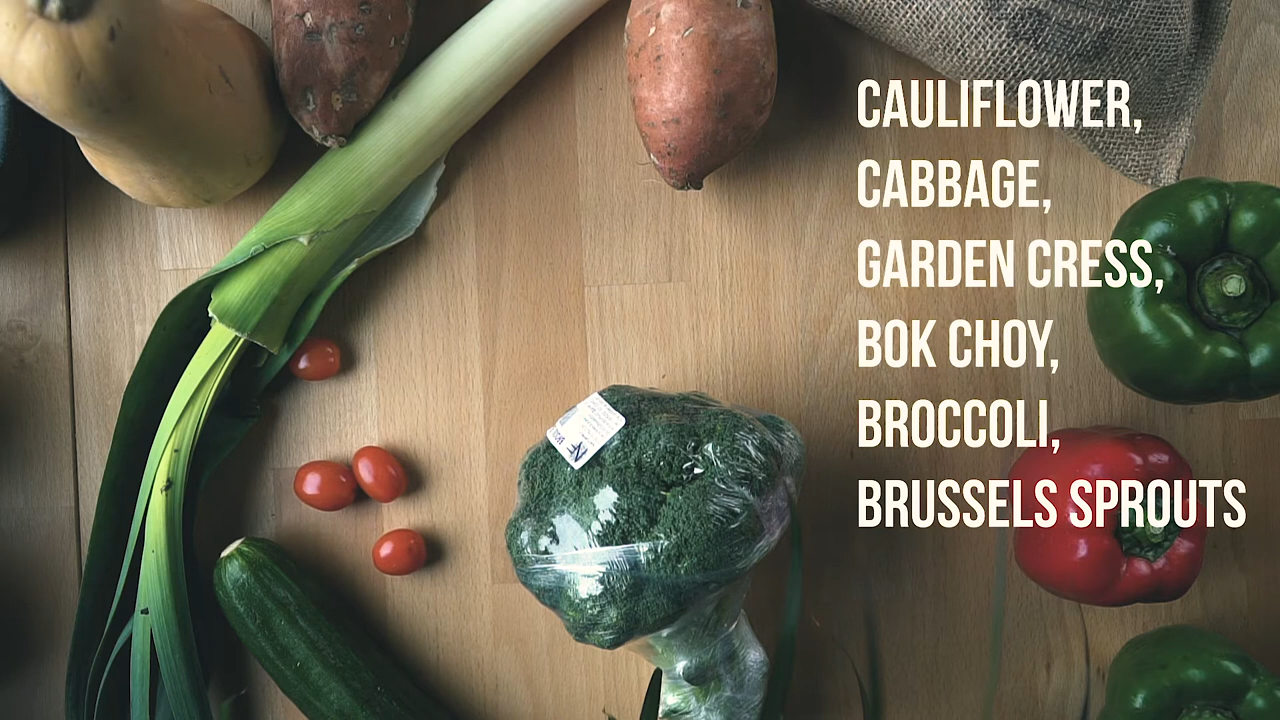 CAULIFLOWER,
CABBAGE,
GARDEN CRESS,
BOK CHOY,
BROCCOLI,
BRUSSELS SPROUTS